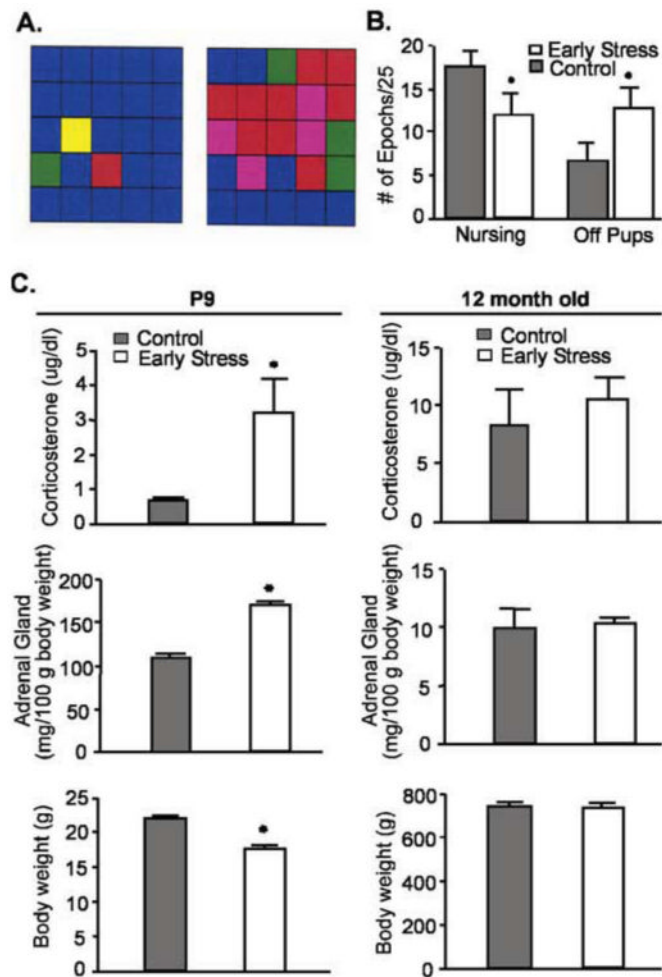 A.
B.
Early Stress
Control
# of Epochs/25
20
15
10
5
0
Nursing
Off Pups
C.
P9
Control
Early Stress
Corticosterone (ug/dl)
5
4
3
2
1
0
Adrenal Gland
(mg/100 g body weight)
200
150
100
50
0
Body weight (g)
25
20
15
10
5
0
12 month old
Control
Early Stress
Corticosterone (ug/dl)
15
10
5
0
Adrenal Gland
(mg/100 g body weight)
15
10
5
0
Body weight (g)
800
600
400
200
0